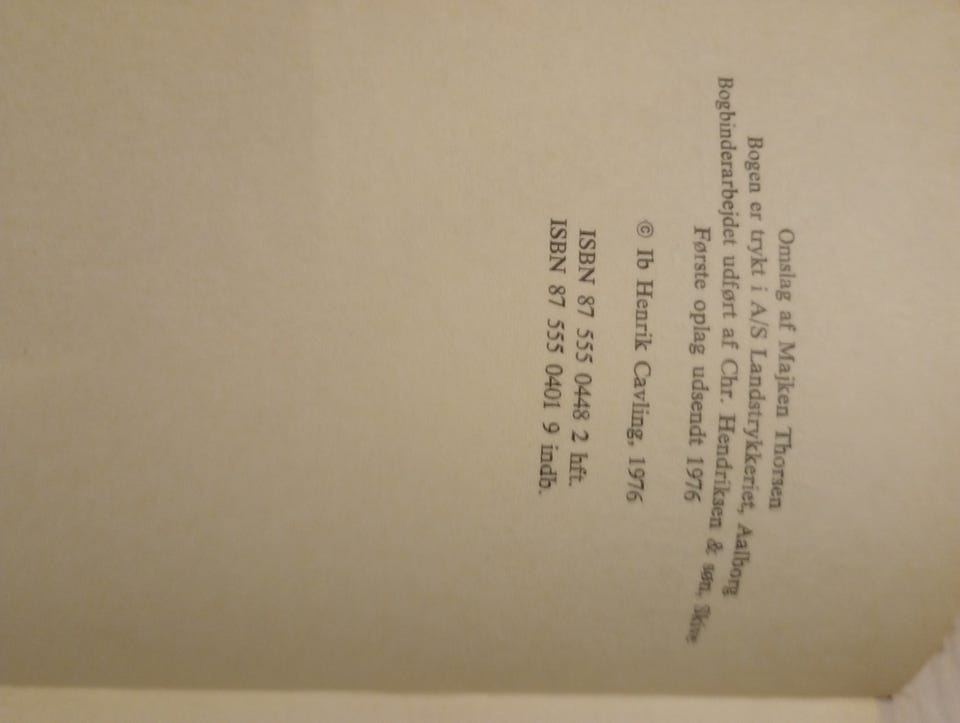 Omslag af Majken Thorsen
Bogen er trykt i A/S Landstrykkeriet, Aalborg
Bogbinderarbejdet udført af Chr. Hendriksen & søn, Skive
Første oplag udsendt 1976
© Ib Henrik Cavling, 1976
ISBN 87 555 0448 2 hft.
ISBN 87 555 0401 9 indb.